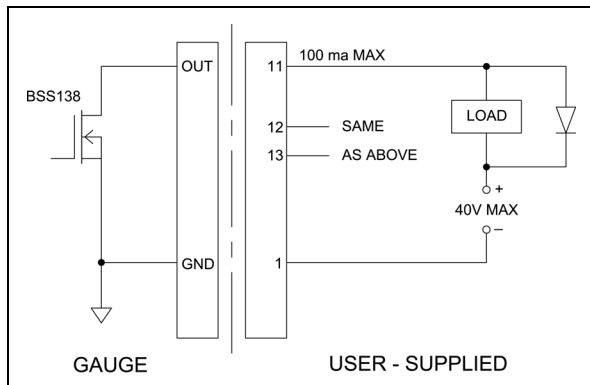 OUT
11
100 ma MAX
BSS138
LOAD
12
SAME
13
AS ABOVE
+
40V MAX
–
GND
1
GAUGE
USER - SUPPLIED